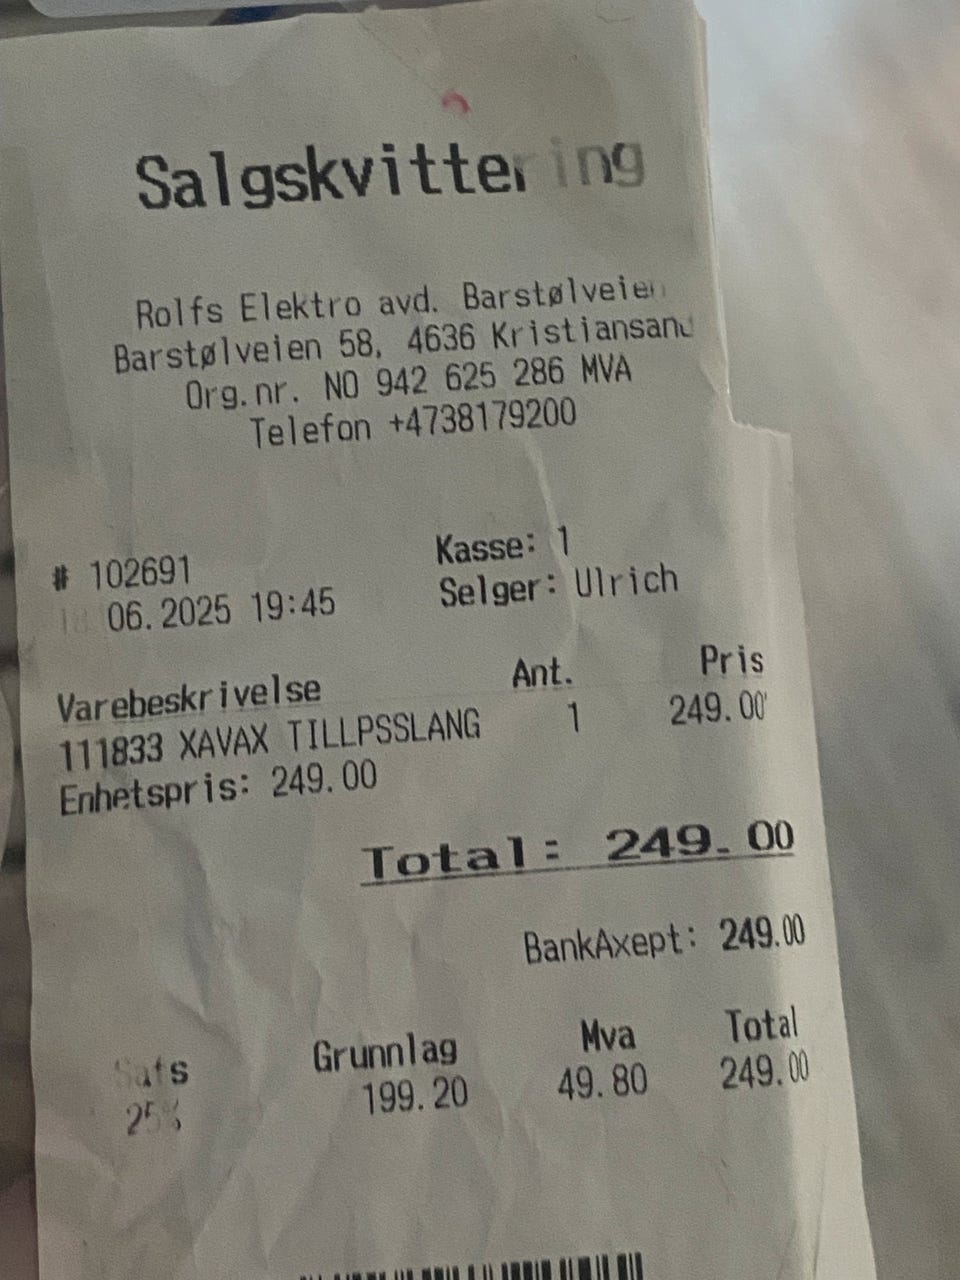 Salgskvittering
Rolfs Elektro avd. Barstølveien
Barstølveien 58, 4636 Kristiansand
Org.nr. NO 942 625 286 MVA
Telefon +4738179200
# 102691 Kasse: 1
06.2025 19:45 Selger: Ulrich
Varebeskrivelse Ant. Pris
111833 XAVAX TILLPSSLANG 1 249.00
Enhetspris: 249.00
Total: 249.00
BankAxept: 249.00
Sats Grunnlag Mva Total
25% 199.20 49.80 249.00